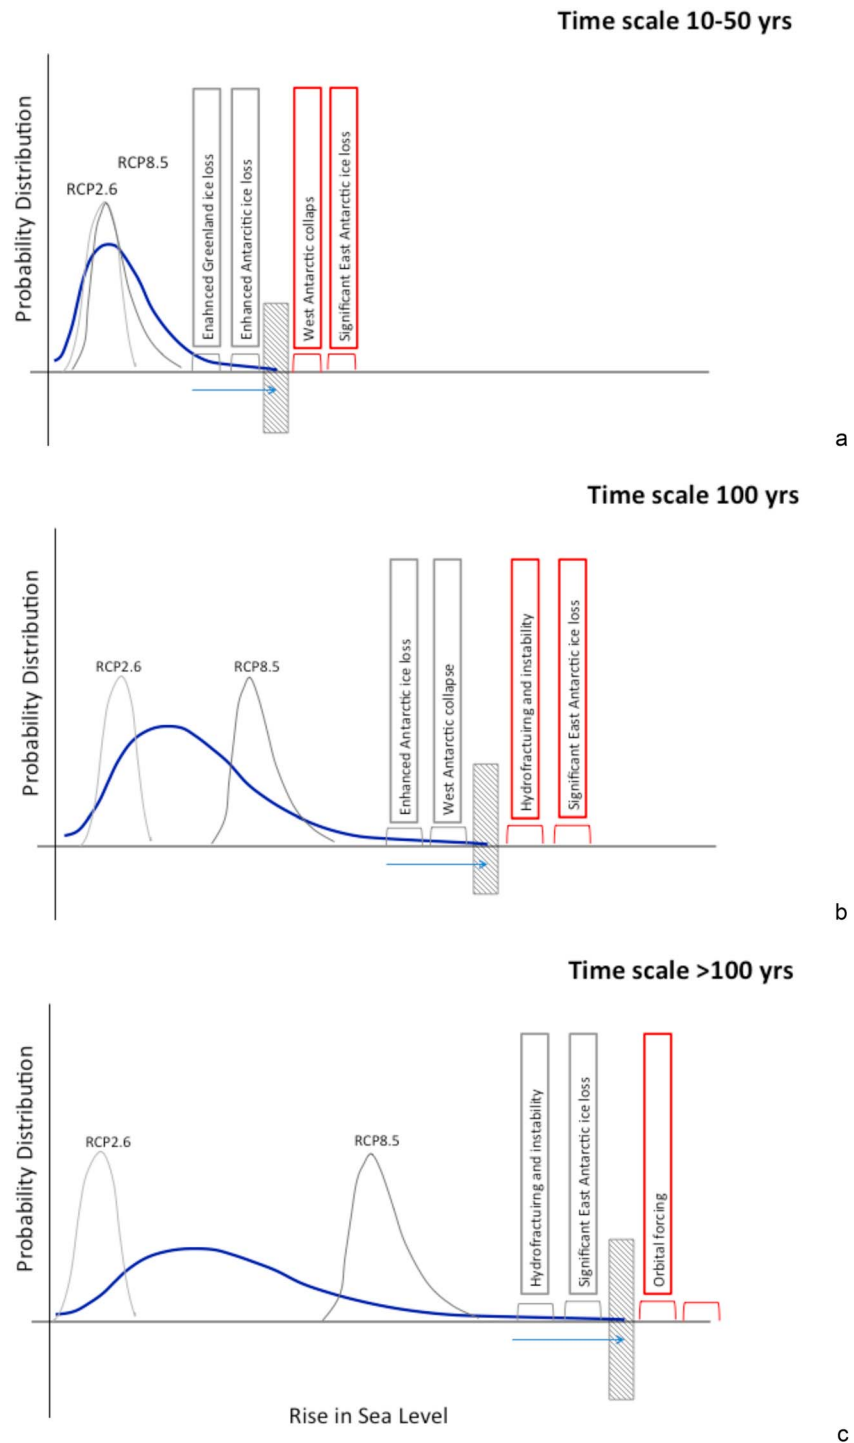 Time scale 10-50 yrs
Probability Distribution
RCP8.5
RCP2.6
Enahnced Greenland ice loss
Enhanced Antarcitic ice loss
West Antarctic collaps
Significant East Antarctic ice loss
a
Time scale 100 yrs
Probability Distribution
RCP2.6
RCP8.5
Enhanced Antarctic ice loss
West Antarctic collapse
Hydrofractuirng and instability
Significant East Antarctic ice loss
b
Time scale >100 yrs
Probability Distribution
RCP2.6
RCP8.5
Hydrofractuirng and instability
Significant East Antarctic ice loss
Orbital forcing
Rise in Sea Level
c